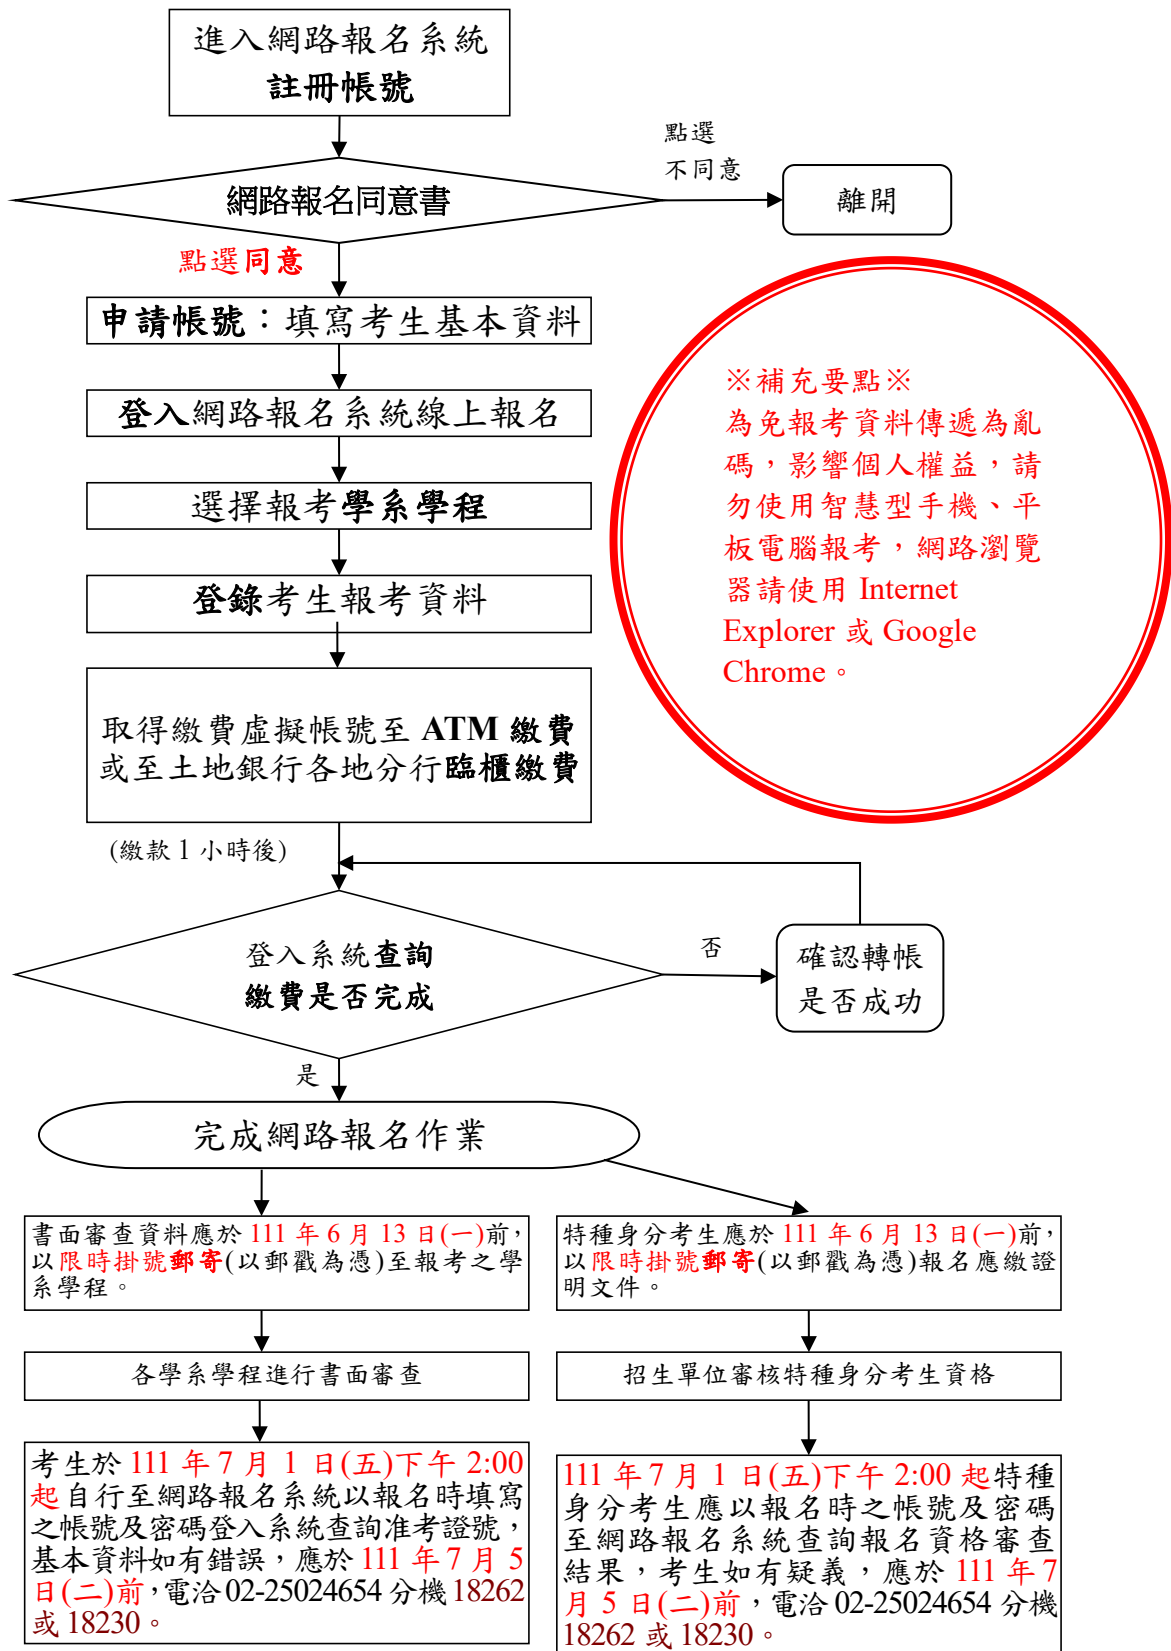 進入網路報名系統
註冊帳號
點選
不同意
網路報名同意書
離開
點選同意
申請帳號：填寫考生基本資料
登入網路報名系統線上報名
選擇報考學系學程
登錄考生報考資料
※補充要點※
為免報考資料傳遞為亂
碼，影響個人權益，請
勿使用智慧型手機、平
板電腦報考，網路瀏覽
器請使用 Internet
Explorer 或 Google
Chrome。
取得繳費虛擬帳號至 ATM 繳費
或至土地銀行各地分行臨櫃繳費
(繳款 1 小時後)
登入系統查詢
繳費是否完成
否
確認轉帳
是否成功
是
完成網路報名作業
書面審查資料應於 111 年 6 月 13 日(一)前，
以限時掛號郵寄(以郵戳為憑)至報考之學
系學程。
特種身分考生應於 111 年 6 月 13 日(一)前，
以限時掛號郵寄(以郵戳為憑)報名應繳證
明文件。
各學系學程進行書面審查
招生單位審核特種身分考生資格
考生於 111 年 7 月 1 日(五)下午 2:00
起自行至網路報名系統以報名時填寫
之帳號及密碼登入系統查詢准考證號，
基本資料如有錯誤，應於 111 年 7 月 5
日(二)前，電洽 02-25024654 分機 18262
或 18230。
111 年 7 月 1 日(五)下午 2:00 起特種
身分考生應以報名時之帳號及密碼
至網路報名系統查詢報名資格審查
結果，考生如有疑義，應於 111 年 7
月 5 日(二)前，電洽 02-25024654 分機
18262 或 18230。